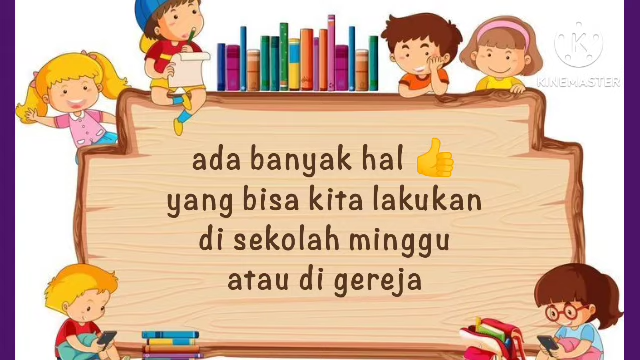 KINEMASTER
ada banyak hal 👍
yang bisa kita lakukan
di sekolah minggu
atau di gereja